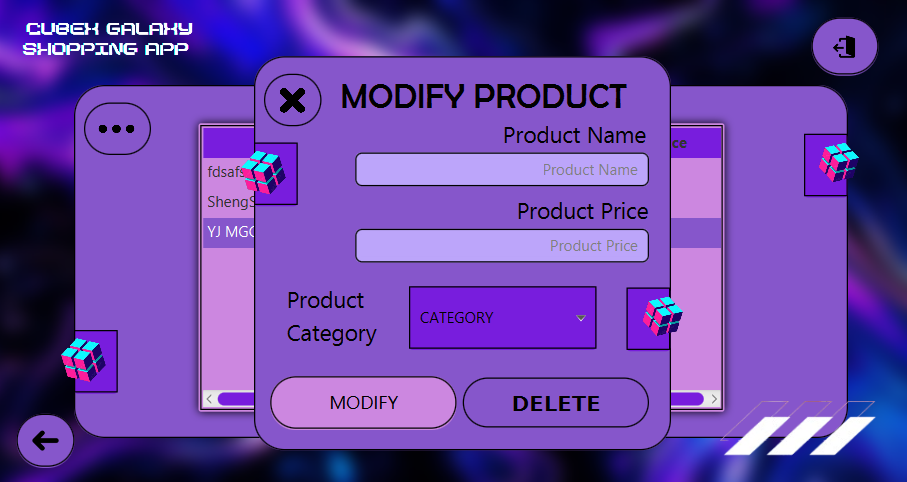 CUBEX GALAXY
SHOPPING APP
MODIFY PRODUCT
Product Name
Product Name
fdsafs
ShengS
YJ MGC
Product Price
Product Price
Product
Category
CATEGORY
MODIFY
DELETE